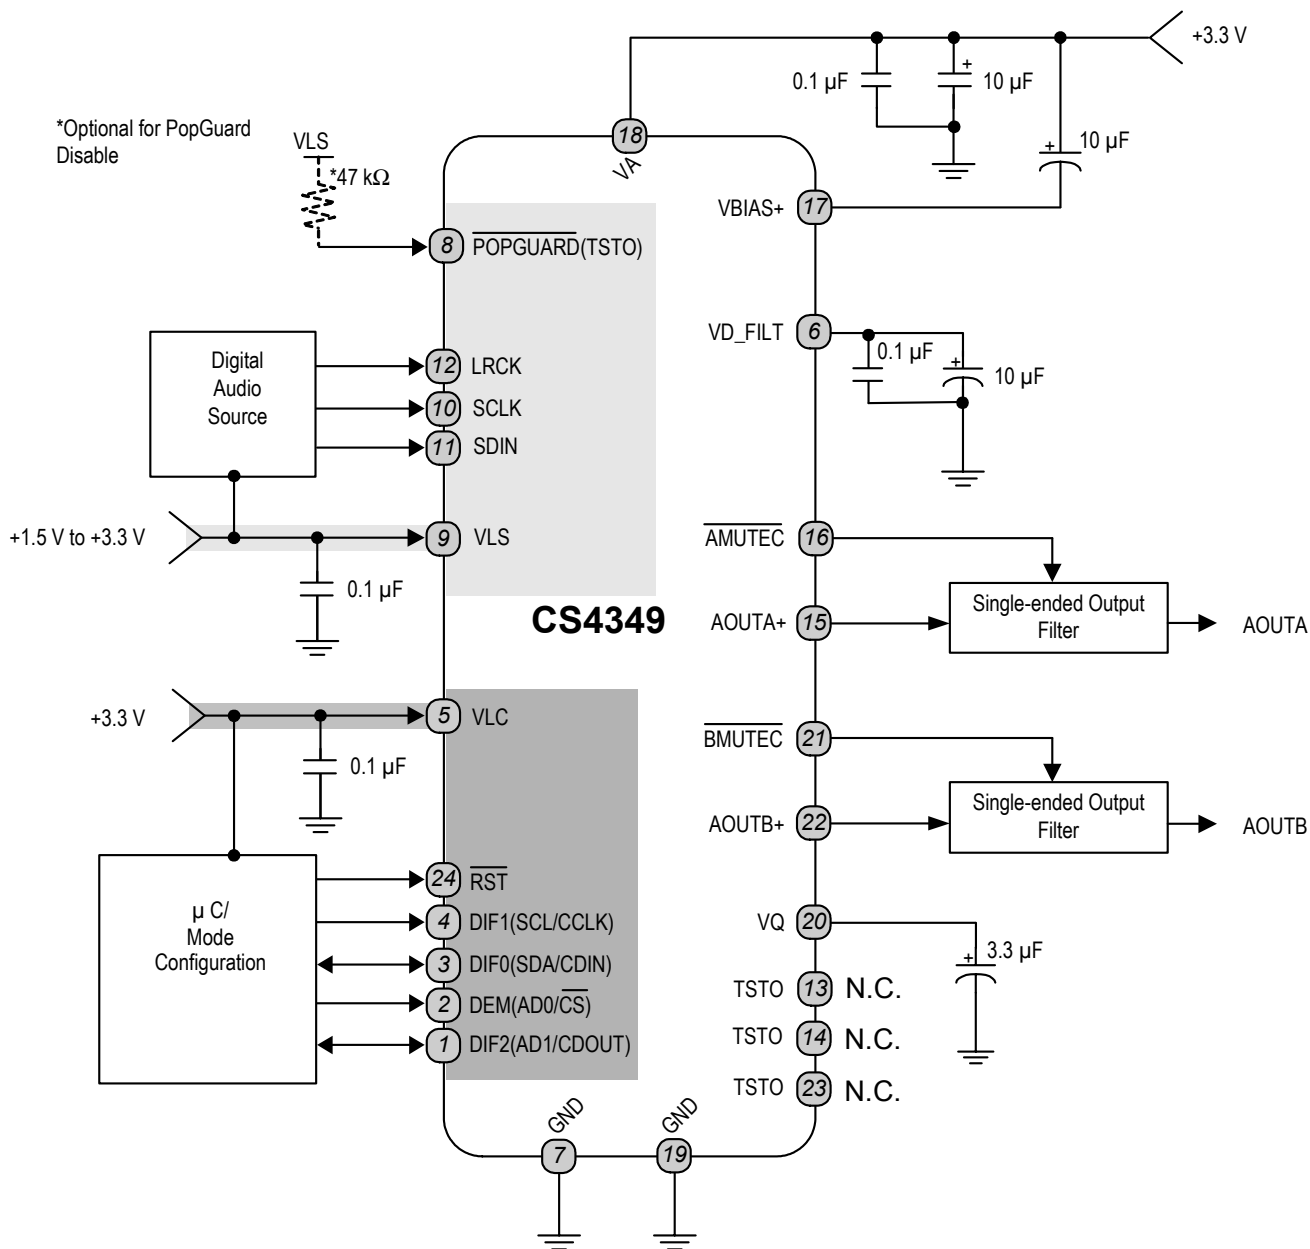 +3.3 V
0.1 µF
+
10 µF
*Optional for PopGuard
Disable
VLS
*47 kΩ
18
VA
+
10 µF
VBIAS+
17
8
POPGUARD(TSTO)
VD_FILT
6
0.1 µF
+
10 µF
Digital
Audio
Source
12
LRCK
10
SCLK
11
SDIN
+1.5 V to +3.3 V
9
VLS
0.1 µF
AMUTEC
16
CS4349
AOUTA+
15
Single-ended Output
Filter
AOUTA
+3.3 V
5
VLC
0.1 µF
BMUTEC
21
AOUTB+
22
Single-ended Output
Filter
AOUTB
µ C/
Mode
Configuration
24
RST
4
DIF1(SCL/CCLK)
3
DIF0(SDA/CDIN)
2
DEM(AD0/CS)
1
DIF2(AD1/CDOUT)
VQ
20
+
3.3 µF
TSTO
13
N.C.
TSTO
14
N.C.
TSTO
23
N.C.
GND
7
GND
19